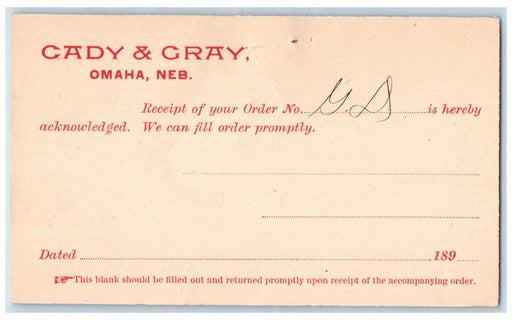 CADY & GRAY,
OMAHA, NEB.
Receipt of your Order No. G.S is hereby
acknowledged. We can fill order promptly.
Dated 189
☞This blank should be filled out and returned promptly upon receipt of the accompanying order.